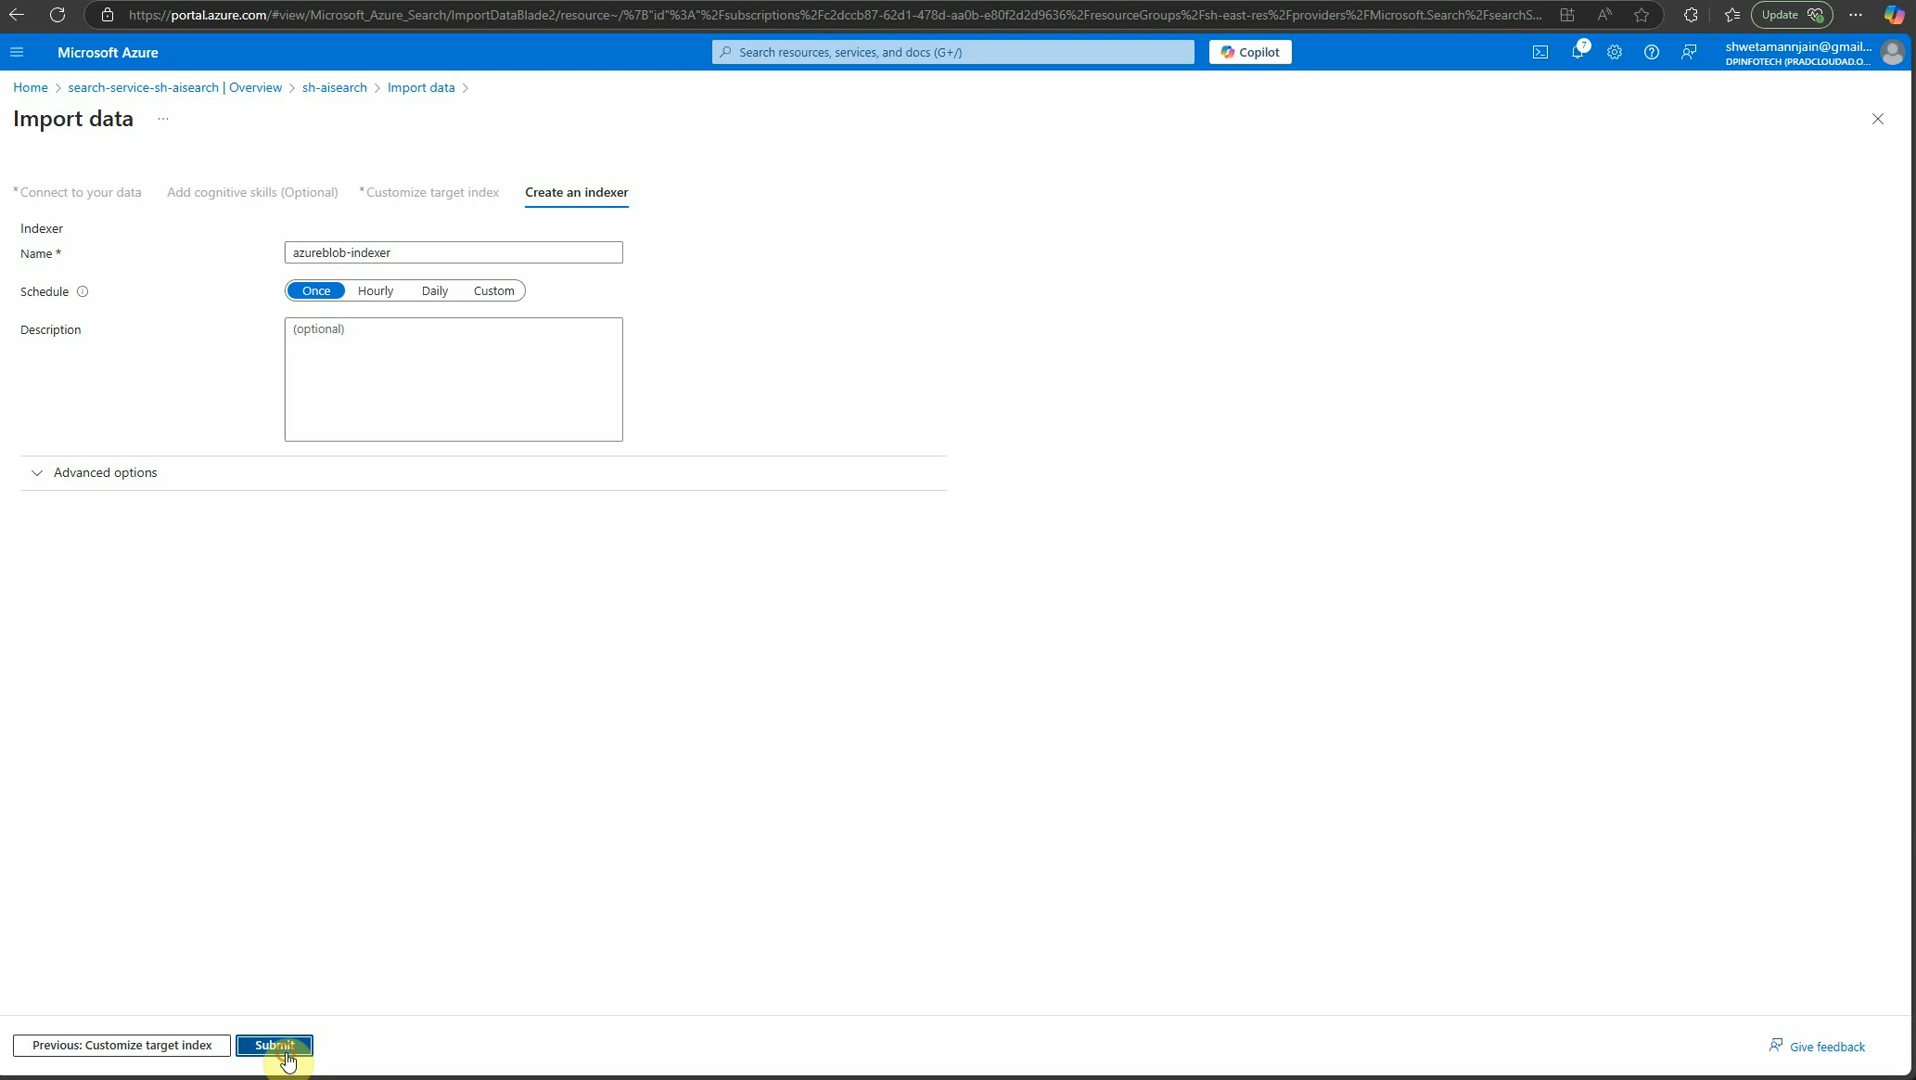 https://portal.azure.com/#view/Microsoft_Azure_Search/ImportDataBlade2/resource~/%7B"id"%3A"%2Fsubscriptions%2Fc2dccb87-62d1-478d-aa0b-e80f2d2d9636%2FresourceGroups%2Fsh-east-res%2Fproviders%2FMicrosoft.Search%2FsearchS...
Update
Microsoft Azure
Search resources, services, and docs (G+/)
Copilot
7
shwetamannjain@gmail...
DPINFOTECH (PRADCLOUDAD.O...
Home > search-service-sh-aisearch | Overview > sh-aisearch > Import data >
Import data ...
* Connect to your data Add cognitive skills (Optional) * Customize target index Create an indexer
Indexer
Name * azureblob-indexer
Schedule Once Hourly Daily Custom
Description (optional)
Advanced options
Previous: Customize target index Submit
Give feedback